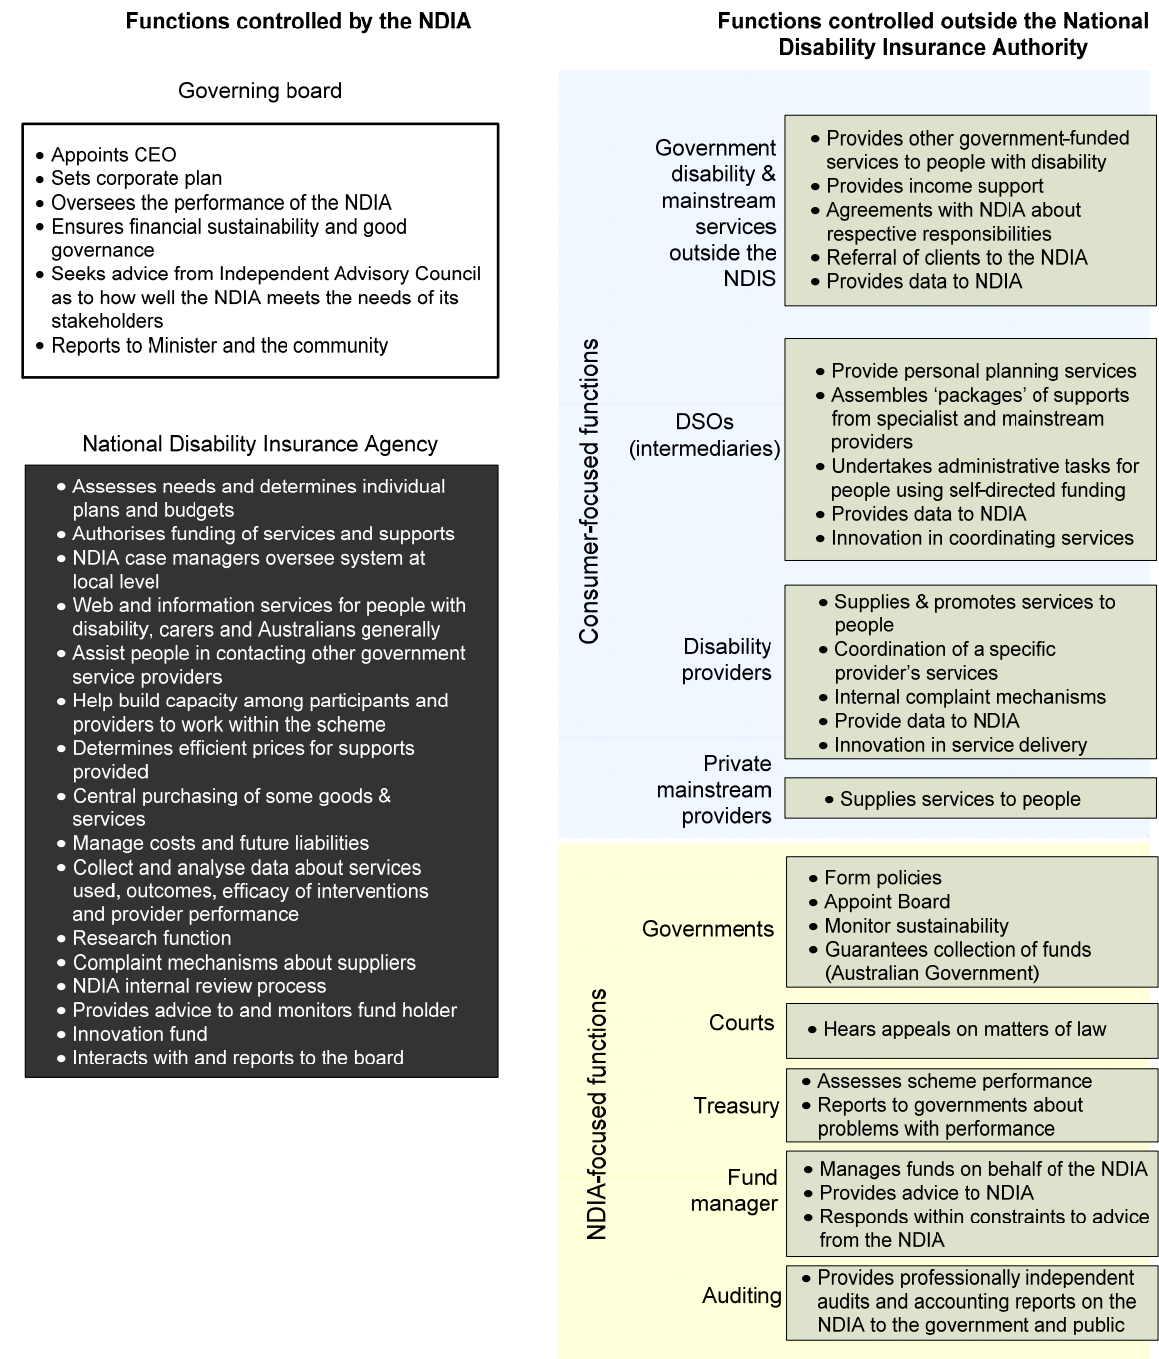 Functions controlled by the NDIA
Governing board
• Appoints CEO
• Sets corporate plan
• Oversees the performance of the NDIA
• Ensures financial sustainability and good
governance
• Seeks advice from Independent Advisory Council
as to how well the NDIA meets the needs of its
stakeholders
• Reports to Minister and the community
National Disability Insurance Agency
• Assesses needs and determines individual
plans and budgets
• Authorises funding of services and supports
• NDIA case managers oversee system at
local level
• Web and information services for people with
disability, carers and Australians generally
• Assist people in contacting other government
service providers
• Help build capacity among participants and
providers to work within the scheme
• Determines efficient prices for supports
provided
• Central purchasing of some goods &
services
• Manage costs and future liabilities
• Collect and analyse data about services
used, outcomes, efficacy of interventions
and provider performance
• Research function
• Complaint mechanisms about suppliers
• NDIA internal review process
• Provides advice to and monitors fund holder
• Innovation fund
• Interacts with and reports to the board
Functions controlled outside the National
Disability Insurance Authority
Consumer-focused functions
Government
disability &
mainstream
services
outside the
NDIS
• Provides other government-funded
services to people with disability
• Provides income support
• Agreements with NDIA about
respective responsibilities
• Referral of clients to the NDIA
• Provides data to NDIA
DSOs
(intermediaries)
• Provide personal planning services
• Assembles ‘packages’ of supports
from specialist and mainstream
providers
• Undertakes administrative tasks for
people using self-directed funding
• Provides data to NDIA
• Innovation in coordinating services
Disability
providers
• Supplies & promotes services to
people
• Coordination of a specific
provider’s services
• Internal complaint mechanisms
• Provide data to NDIA
• Innovation in service delivery
Private
mainstream
providers
• Supplies services to people
NDIA-focused functions
Governments
• Form policies
• Appoint Board
• Monitor sustainability
• Guarantees collection of funds
(Australian Government)
Courts
• Hears appeals on matters of law
Treasury
• Assesses scheme performance
• Reports to governments about
problems with performance
Fund
manager
• Manages funds on behalf of the NDIA
• Provides advice to NDIA
• Responds within constraints to advice
from the NDIA
Auditing
• Provides professionally independent
audits and accounting reports on the
NDIA to the government and public